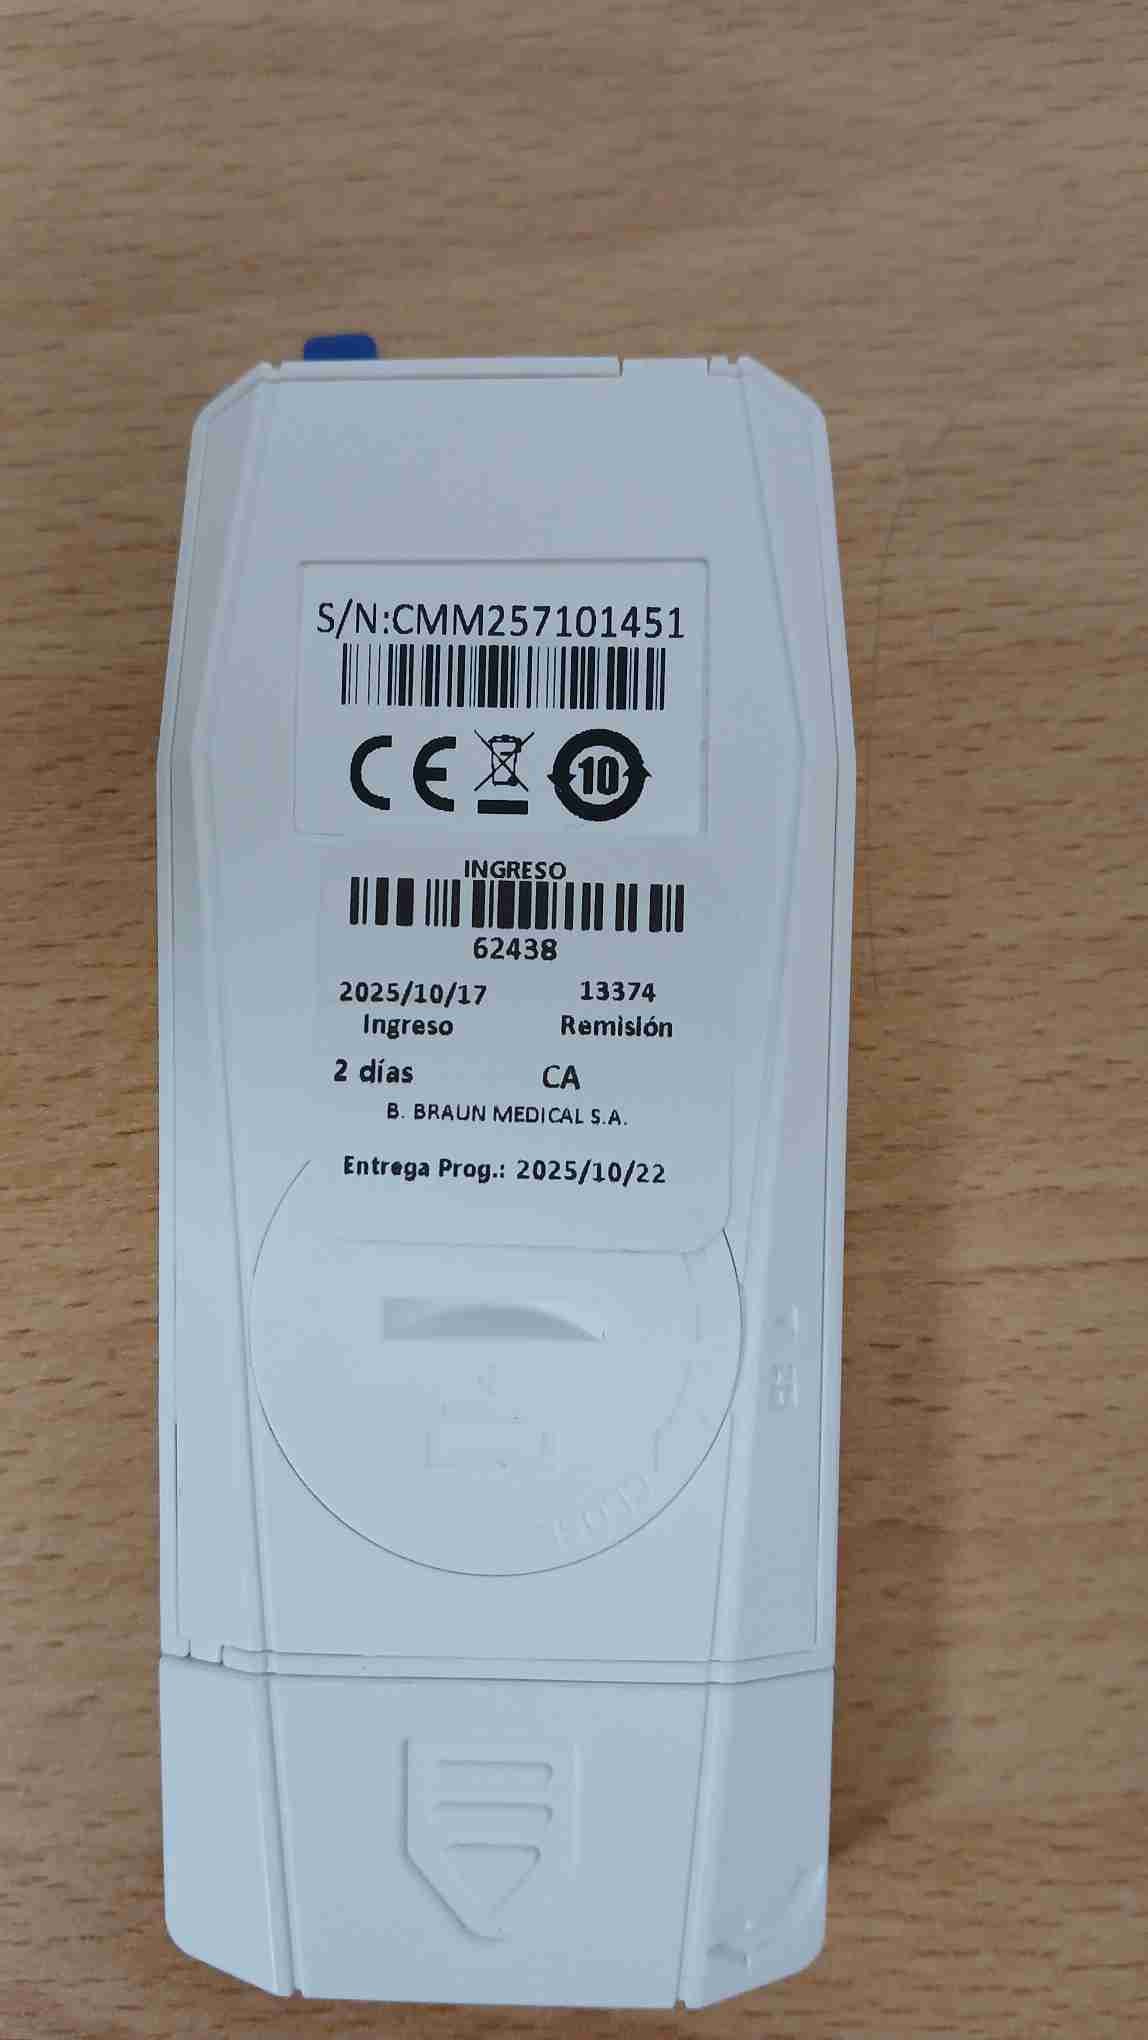 S/N:CMM257101451
CE
10
INGRESO
62438
2025/10/17 13374
Ingreso Remisión
2 días CA
B. BRAUN MEDICAL S.A.
Entrega Prog.: 2025/10/22